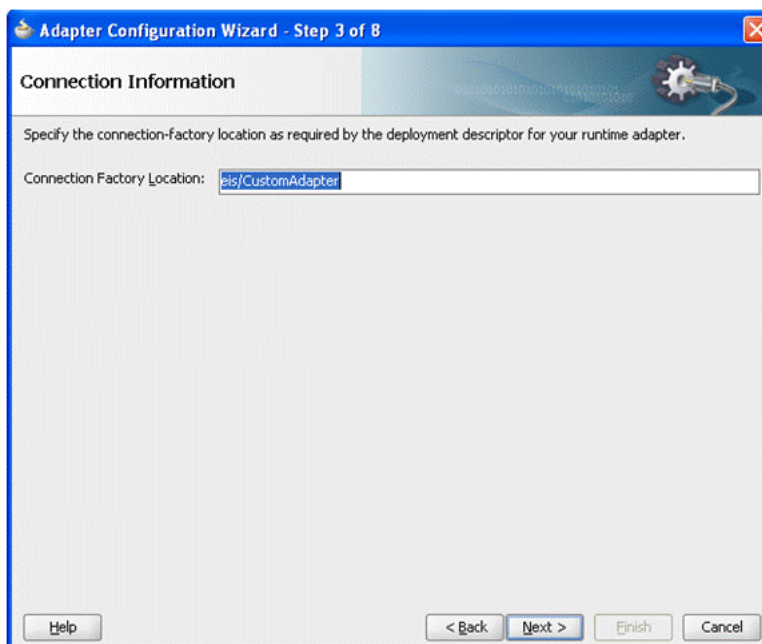 Adapter Configuration Wizard - Step 3 of 8
Connection Information
Specify the connection-factory location as required by the deployment descriptor for your runtime adapter.
Connection Factory Location: eis/CustomAdapter
Help < Back Next > Finish Cancel